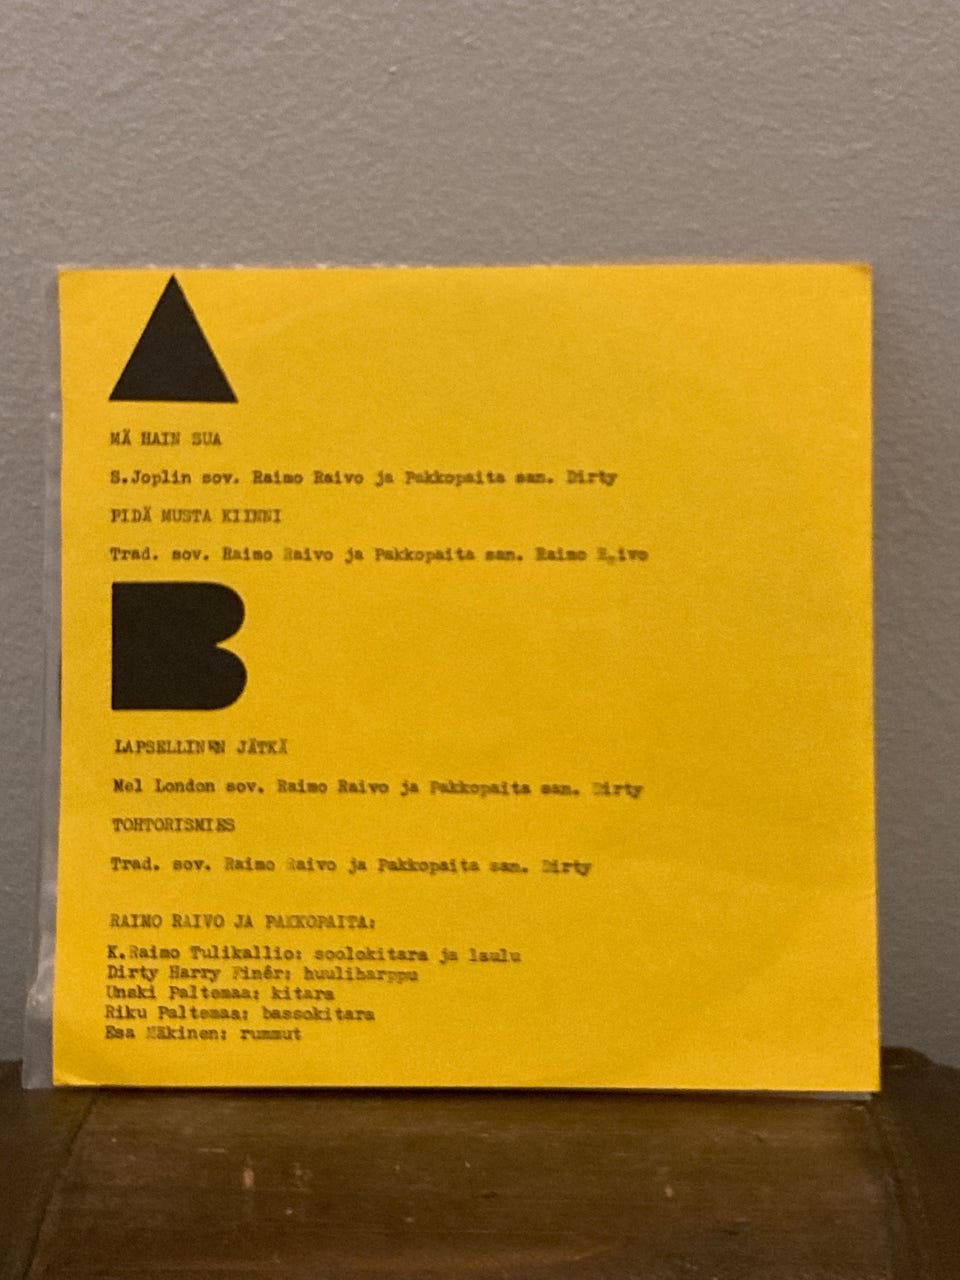 A
MÄ HAIN SUA
S.Joplin sov. Raimo Raivo ja Pakkopaita san. Dirty
PIDÄ MUSTA KIINNI
Trad. sov. Raimo Raivo ja Pakkopaita san. Raimo Raivo
B
LAPSELLINEN JÄTKÄ
Mel London sov. Raimo Raivo ja Pakkopaita san. Dirty
TOHTORISMIES
Trad. sov. Raimo Raivo ja Pakkopaita san. Dirty
RAIMO RAIVO JA PAKKOPAITA:
K.Raimo Tulikallio: soolokitara ja laulu
Dirty Harry Finér: huuliharppu
Unski Paltemaa: kitara
Riku Paltemaa: bassokitara
Esa Mäkinen: rummut